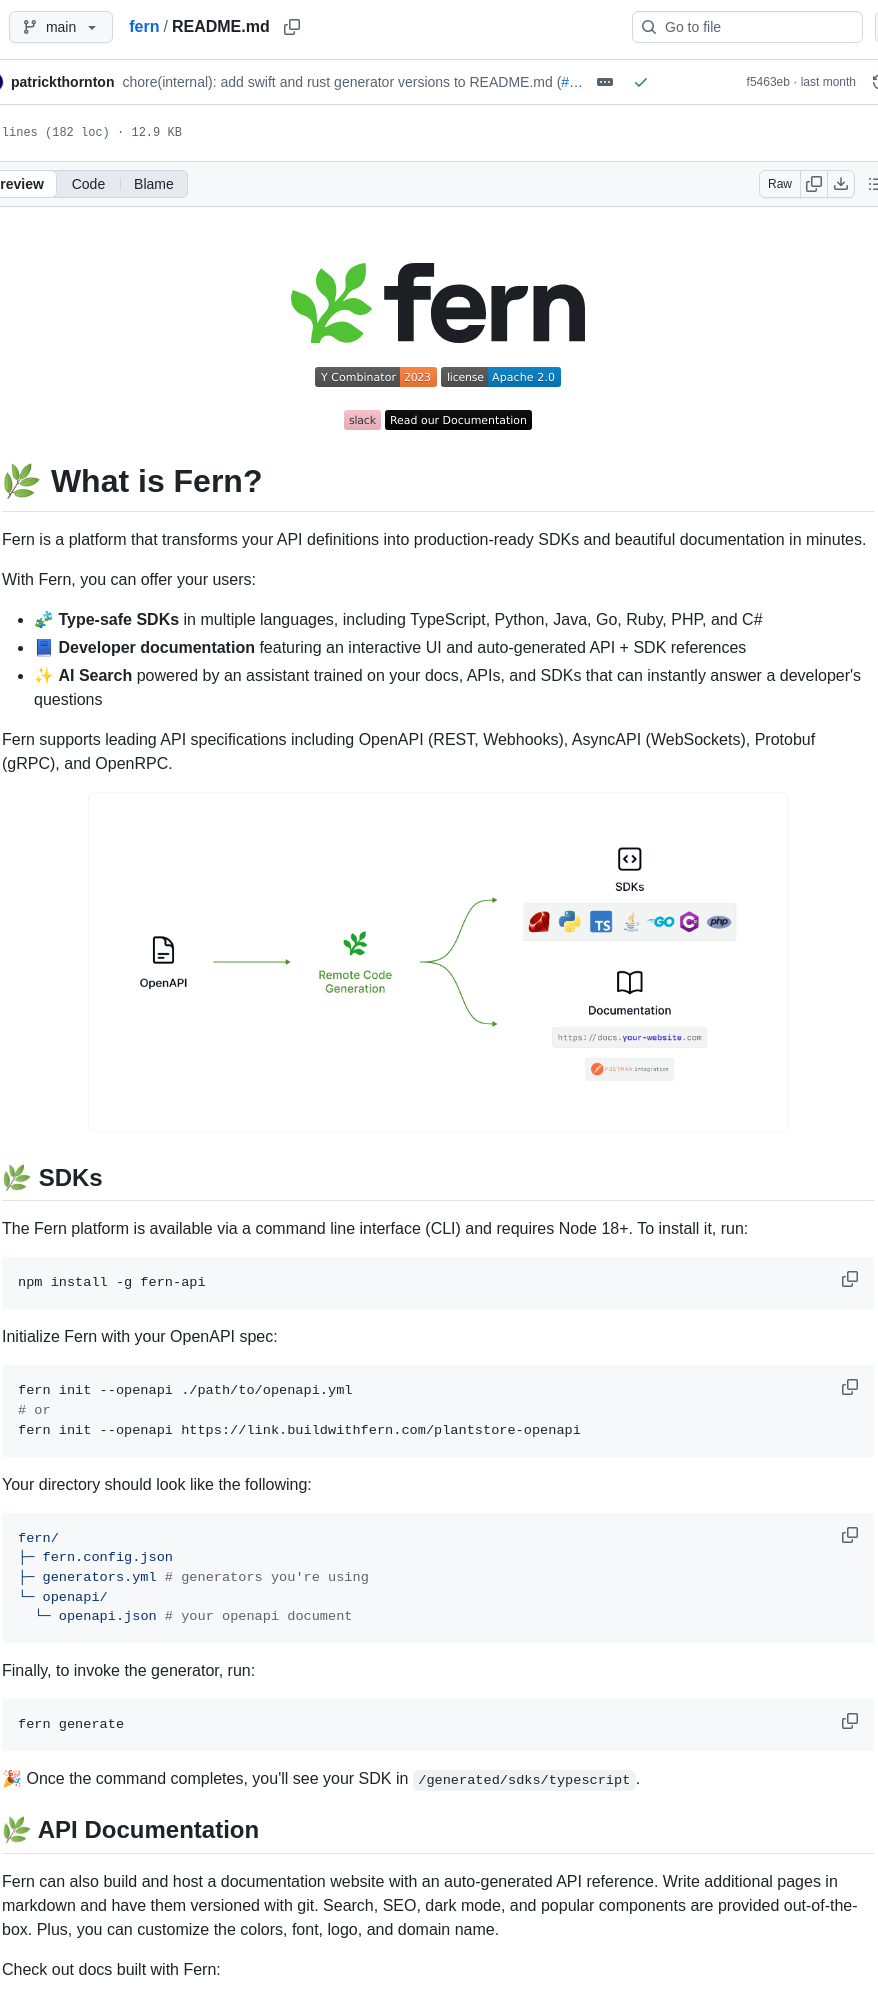 main
fern / README.md
Go to file
patrickthornton chore(internal): add swift and rust generator versions to README.md (#…
f5463eb · last month
lines (182 loc) · 12.9 KB
review Code Blame
Raw
fern
Y Combinator 2023 license Apache 2.0
slack Read our Documentation
🌿 What is Fern?
Fern is a platform that transforms your API definitions into production-ready SDKs and beautiful documentation in minutes.
With Fern, you can offer your users:
• 🧩 Type-safe SDKs in multiple languages, including TypeScript, Python, Java, Go, Ruby, PHP, and C#
• 📘 Developer documentation featuring an interactive UI and auto-generated API + SDK references
• ✨ AI Search powered by an assistant trained on your docs, APIs, and SDKs that can instantly answer a developer's
questions
Fern supports leading API specifications including OpenAPI (REST, Webhooks), AsyncAPI (WebSockets), Protobuf
(gRPC), and OpenRPC.
OpenAPI
Remote Code
Generation
SDKs
TS GO C# php
Documentation
https://docs.your-website.com
POSTMAN integration
🌿 SDKs
The Fern platform is available via a command line interface (CLI) and requires Node 18+. To install it, run:
npm install -g fern-api
Initialize Fern with your OpenAPI spec:
fern init --openapi ./path/to/openapi.yml
# or
fern init --openapi https://link.buildwithfern.com/plantstore-openapi
Your directory should look like the following:
fern/
├─ fern.config.json
├─ generators.yml # generators you're using
└─ openapi/
  └─ openapi.json # your openapi document
Finally, to invoke the generator, run:
fern generate
🎉 Once the command completes, you'll see your SDK in /generated/sdks/typescript.
🌿 API Documentation
Fern can also build and host a documentation website with an auto-generated API reference. Write additional pages in
markdown and have them versioned with git. Search, SEO, dark mode, and popular components are provided out-of-the-
box. Plus, you can customize the colors, font, logo, and domain name.
Check out docs built with Fern: